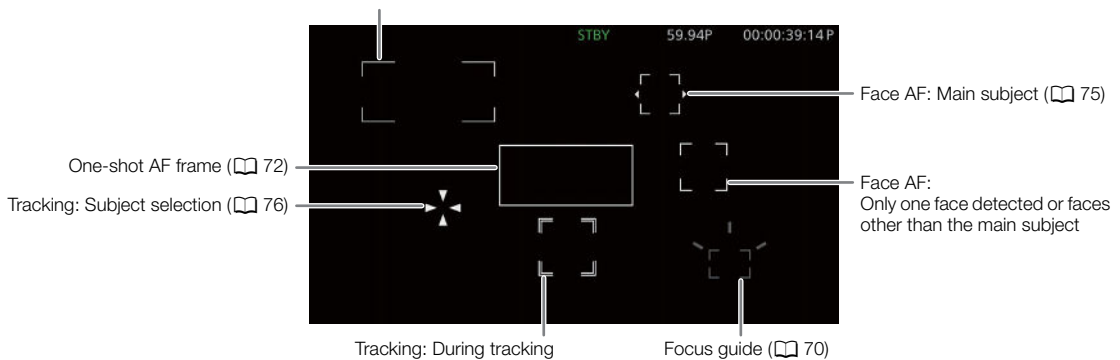 STBY 59.94P 00:00:39:14 P
Face AF: Main subject (75)
One-shot AF frame (72)
Face AF:
Only one face detected or faces
other than the main subject
Tracking: Subject selection (76)
Tracking: During tracking
Focus guide (70)